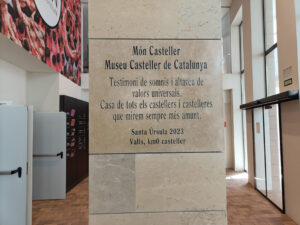 Món Casteller
Museu Casteller de Catalunya
Testimoni de somnis i altaveu de
valors universals.
Casa de tots els castellers i castelleres
que mirem sempre més amunt.
Santa Úrsula 2023
Valls, km0 casteller